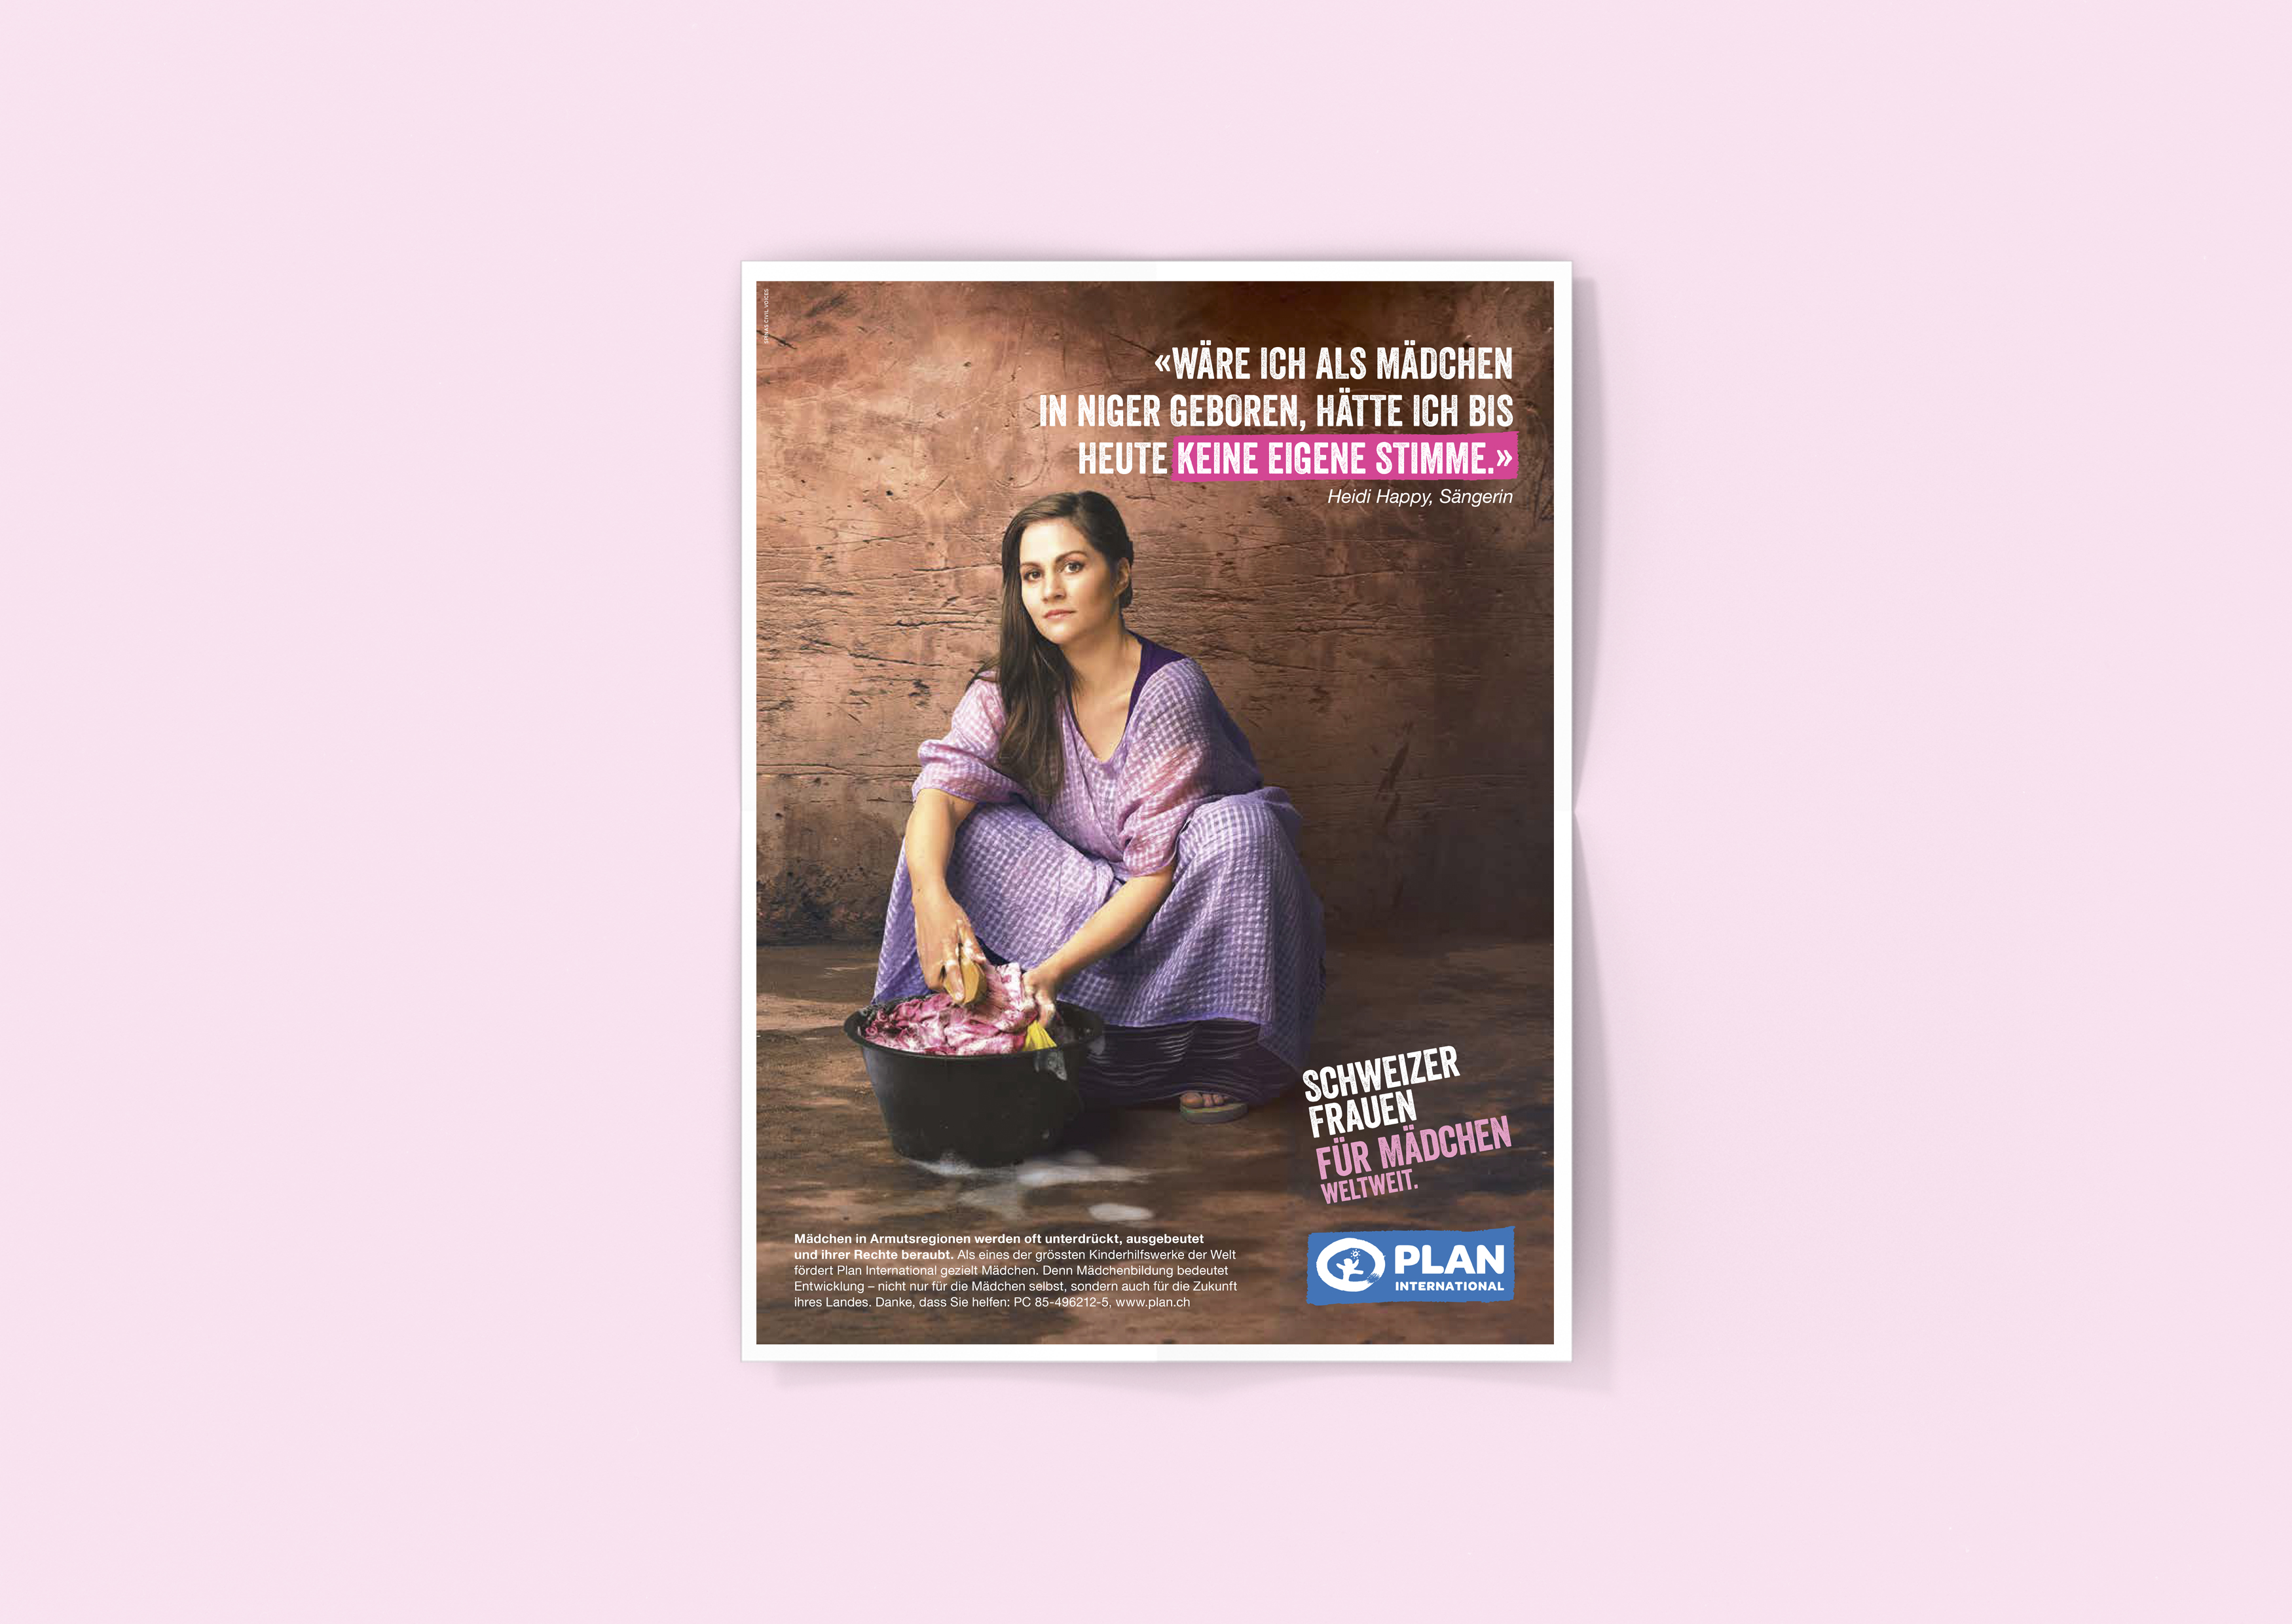 SPINAS CIVIL VOICES
«WÄRE ICH ALS MÄDCHEN
IN NIGER GEBOREN, HÄTTE ICH BIS
HEUTE KEINE EIGENE STIMME.»
Heidi Happy, Sängerin
SCHWEIZER
FRAUEN
FÜR MÄDCHEN
WELTWEIT.
Mädchen in Armutsregionen werden oft unterdrückt, ausgebeutet
und ihrer Rechte beraubt. Als eines der grössten Kinderhilfswerke der Welt
fördert Plan International gezielt Mädchen. Denn Mädchenbildung bedeutet
Entwicklung – nicht nur für die Mädchen selbst, sondern auch für die Zukunft
ihres Landes. Danke, dass Sie helfen: PC 85-496212-5, www.plan.ch
PLAN
INTERNATIONAL